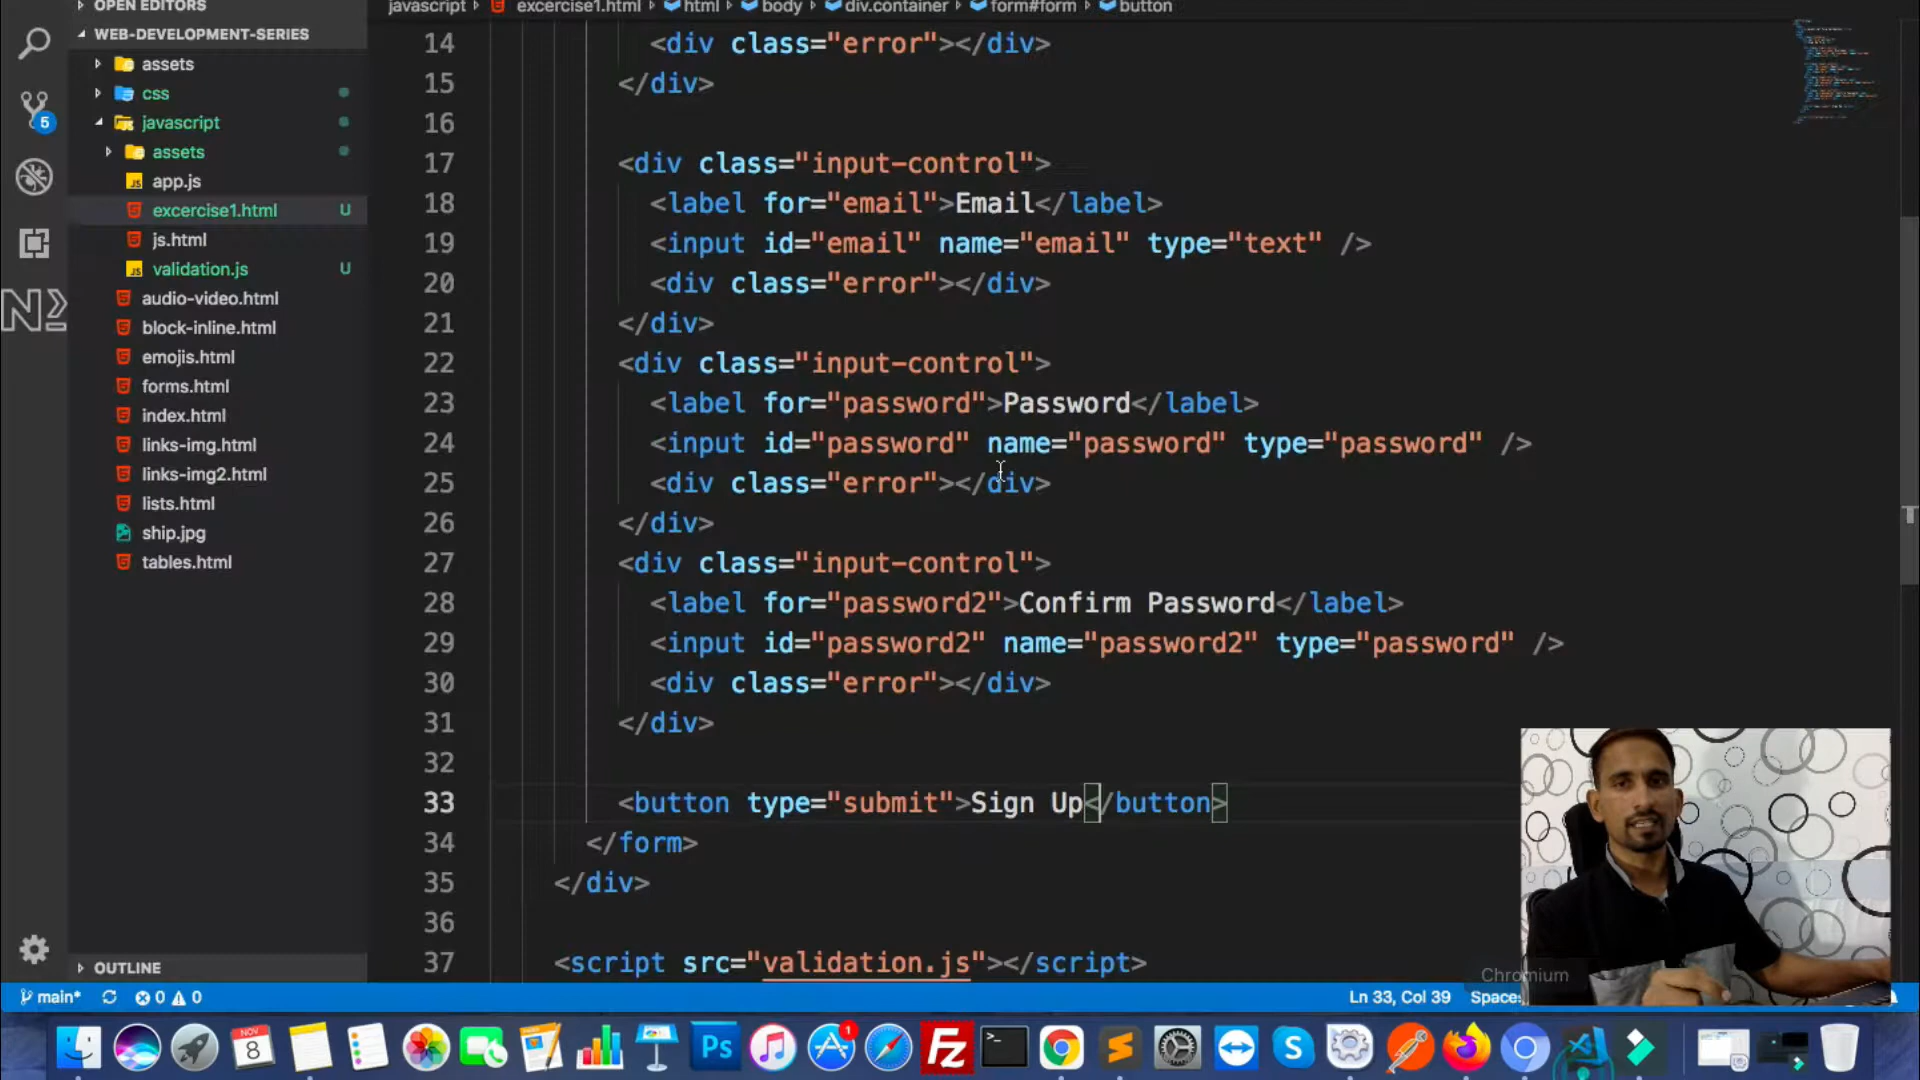 OPEN EDITORS
WEB-DEVELOPMENT-SERIES
assets
css
javascript
assets
app.js
excercise1.html U
js.html
validation.js U
audio-video.html
block-inline.html
emojis.html
forms.html
index.html
links-img.html
links-img2.html
lists.html
ship.jpg
tables.html
OUTLINE
5
javascript excercise1.html html body div.container form#form button
14 <div class="error"></div>
15 </div>
16
17 <div class="input-control">
18 <label for="email">Email</label>
19 <input id="email" name="email" type="text" />
20 <div class="error"></div>
21 </div>
22 <div class="input-control">
23 <label for="password">Password</label>
24 <input id="password" name="password" type="password" />
25 <div class="error"></div>
26 </div>
27 <div class="input-control">
28 <label for="password2">Confirm Password</label>
29 <input id="password2" name="password2" type="password" />
30 <div class="error"></div>
31 </div>
32
33 <button type="submit">Sign Up</button>
34 </form>
35 </div>
36
37 <script src="validation.js"></script>
Chromium
main* 0 0 Ln 33, Col 39 Spaces
NOV
8
Ps
1
Fz
S